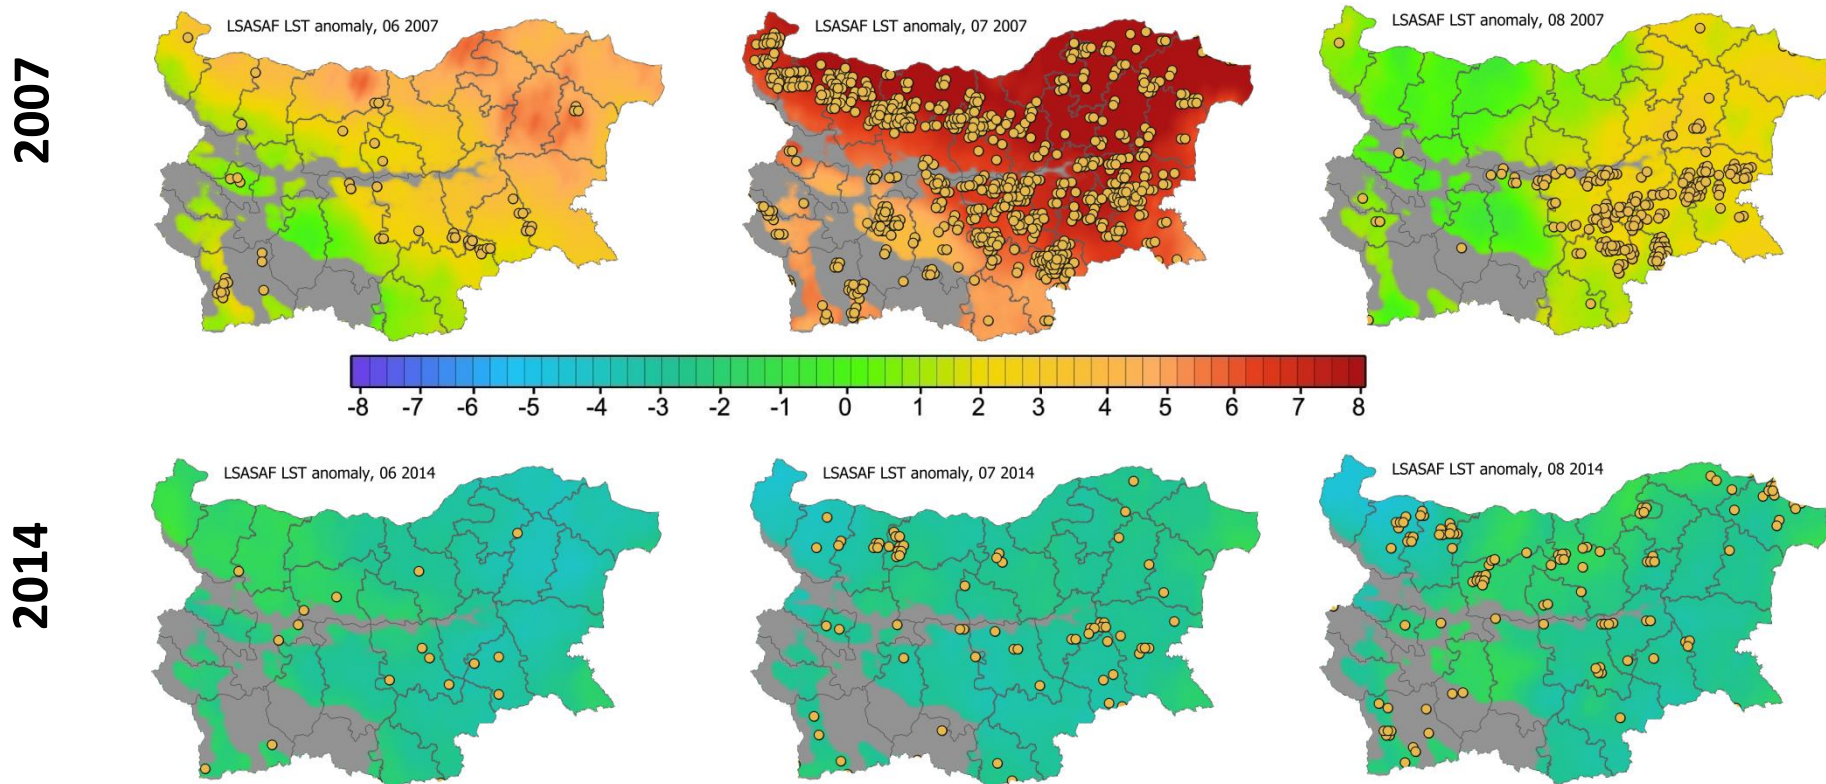 2007
LSASAF LST anomaly, 06 2007
LSASAF LST anomaly, 07 2007
LSASAF LST anomaly, 08 2007
-8 -7 -6 -5 -4 -3 -2 -1 0 1 2 3 4 5 6 7 8
2014
LSASAF LST anomaly, 06 2014
LSASAF LST anomaly, 07 2014
LSASAF LST anomaly, 08 2014